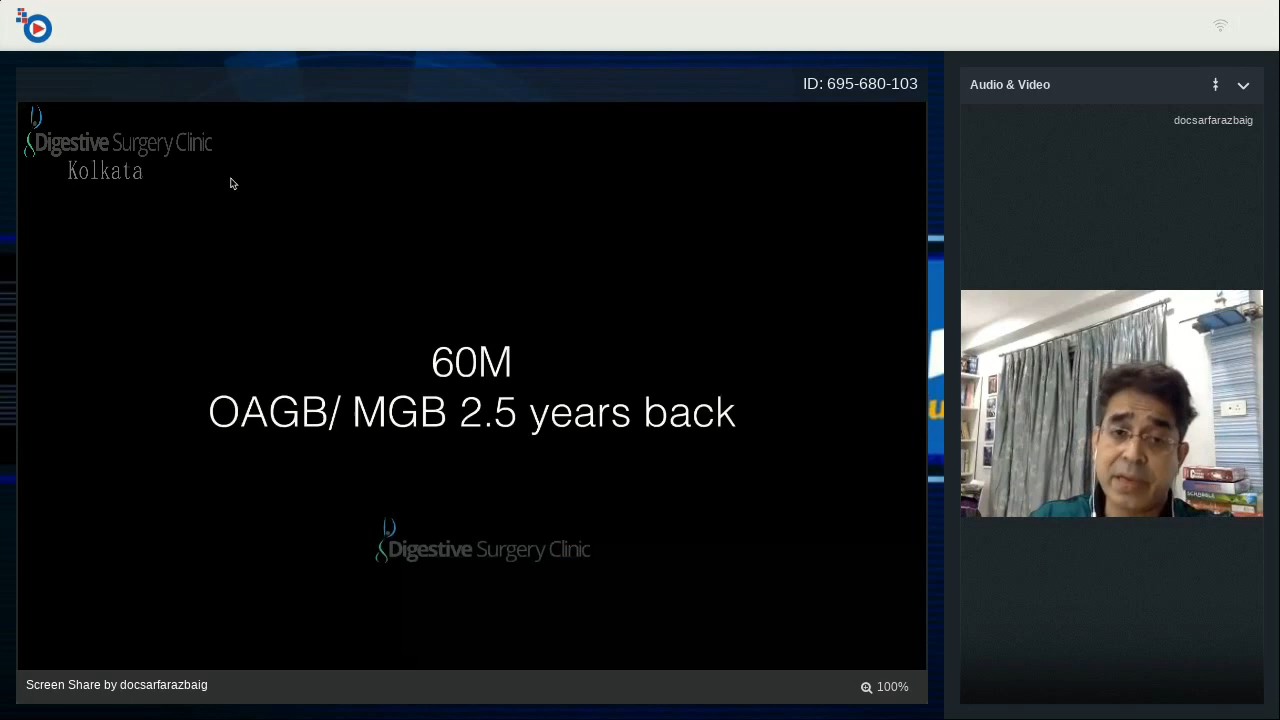 ID: 695-680-103
Audio & Video
docsarfarazbaig
Digestive Surgery Clinic
Kolkata
60M
OAGB/ MGB 2.5 years back
Digestive Surgery Clinic
SCRABBLE
Screen Share by docsarfarazbaig
100%